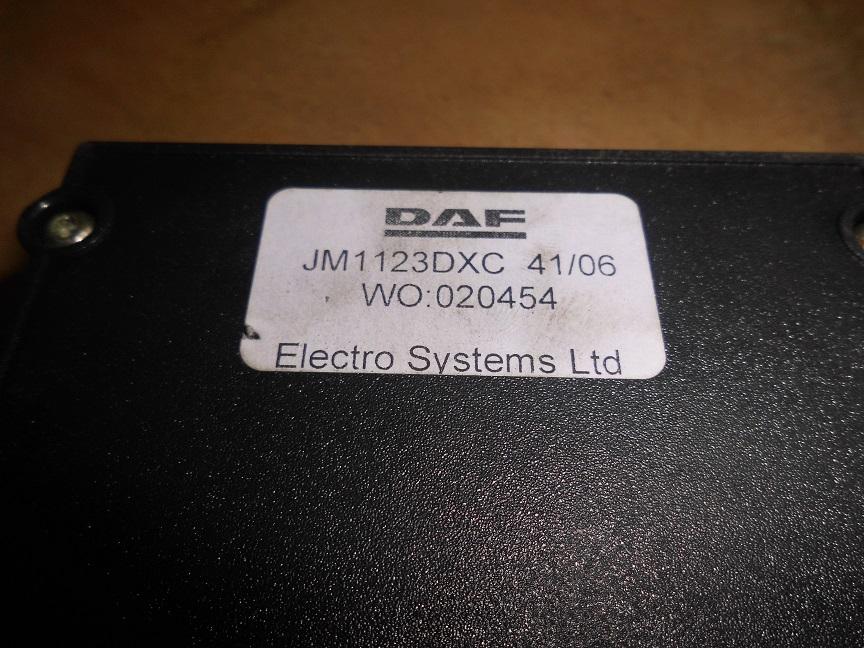 DAF
JM1123DXC 41/06
WO:020454
Electro Systems Ltd